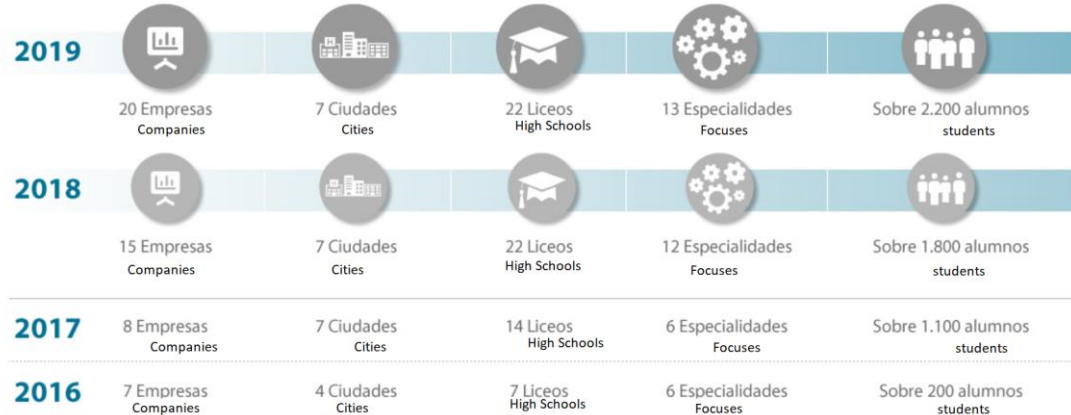 2019
20 Empresas 7 Ciudades 22 Liceos 13 Especialidades Sobre 2.200 alumnos
Companies Cities High Schools Focuses students
2018
15 Empresas 7 Ciudades 22 Liceos 12 Especialidades Sobre 1.800 alumnos
Companies Cities High Schools Focuses students
2017 8 Empresas 7 Ciudades 14 Liceos 6 Especialidades Sobre 1.100 alumnos
Companies Cities High Schools Focuses students
2016 7 Empresas 4 Ciudades 7 Liceos 6 Especialidades Sobre 200 alumnos
Companies Cities High Schools Focuses students